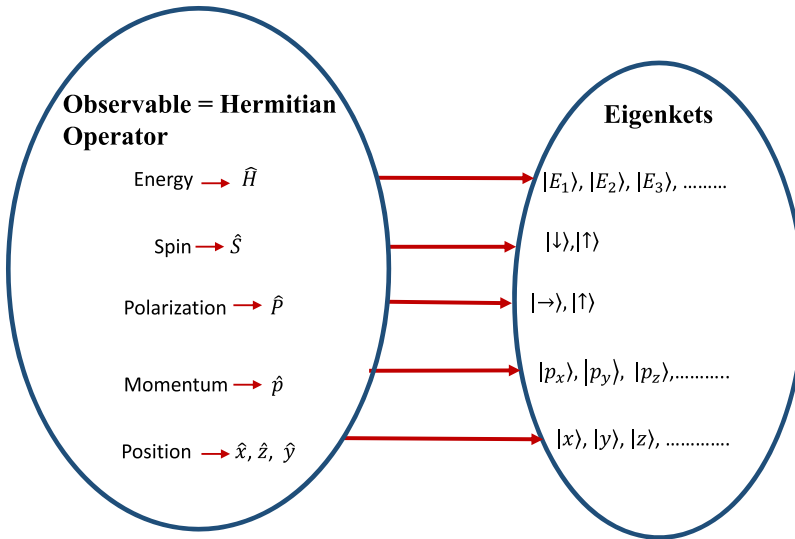 Observable = Hermitian
Operator
Energy → Ĥ
Spin → Ŝ
Polarization → P̂
Momentum → p̂
Position → x̂, ẑ, ŷ
Eigenkets
|E₁⟩, |E₂⟩, |E₃⟩, ………
|↓⟩,|↑⟩
|→⟩,|↑⟩
|pₓ⟩, |p_y⟩, |p_z⟩,………..
|x⟩, |y⟩, |z⟩, ………….